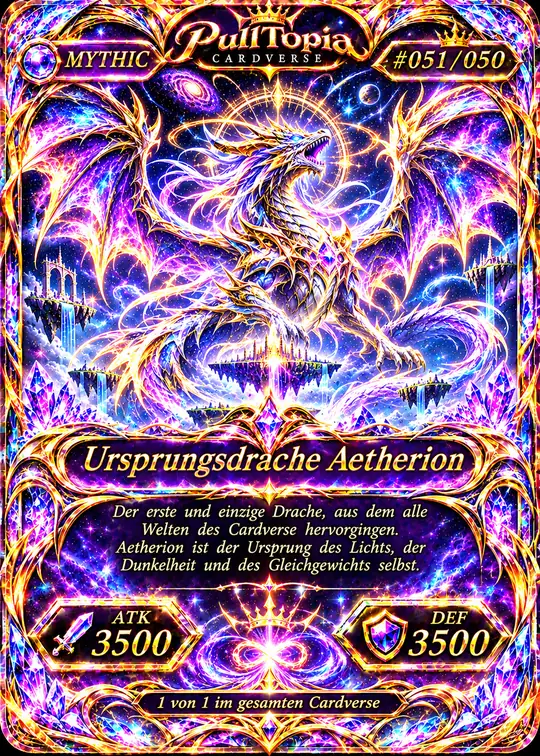 PullTopia
CARDVERSE
MYTHIC
#051/050
Ursprungsdrache Aetherion
Der erste und einzige Drache, aus dem alle
Welten des Cardverse hervorgingen.
Aetherion ist der Ursprung des Lichts, der
Dunkelheit und des Gleichgewichts selbst.
ATK
3500
DEF
3500
1 von 1 im gesamten Cardverse